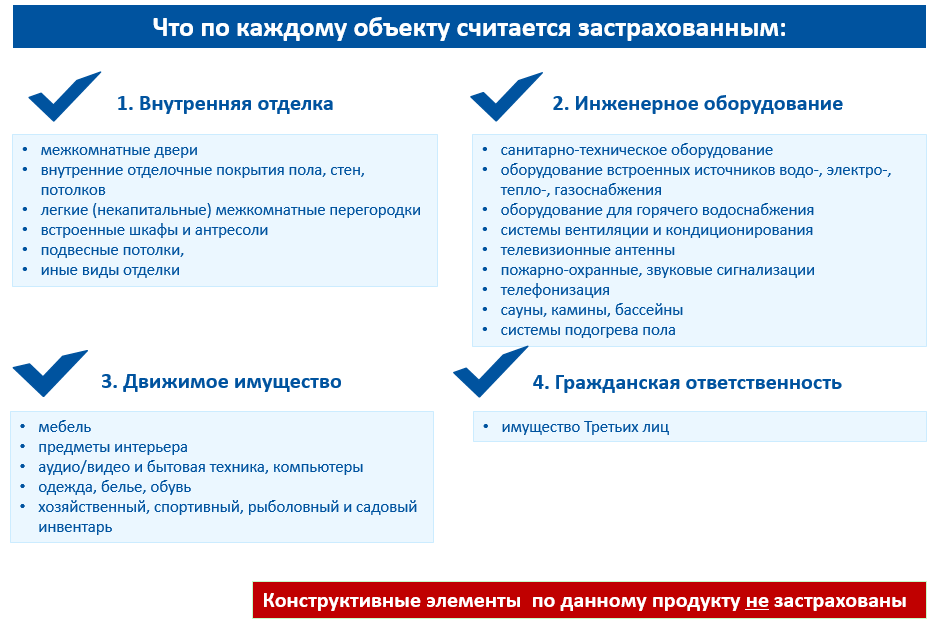 Что по каждому объекту считается застрахованным:
1. Внутренняя отделка
• межкомнатные двери
• внутренние отделочные покрытия пола, стен,
потолков
• легкие (некапитальные) межкомнатные перегородки
• встроенные шкафы и антресоли
• подвесные потолки,
• иные виды отделки
2. Инженерное оборудование
• санитарно-техническое оборудование
• оборудование встроенных источников водо-, электро-,
тепло-, газоснабжения
• оборудование для горячего водоснабжения
• системы вентиляции и кондиционирования
• телевизионные антенны
• пожарно-охранные, звуковые сигнализации
• телефонизация
• сауны, камины, бассейны
• системы подогрева пола
3. Движимое имущество
• мебель
• предметы интерьера
• аудио/видео и бытовая техника, компьютеры
• одежда, белье, обувь
• хозяйственный, спортивный, рыболовный и садовый
инвентарь
4. Гражданская ответственность
• имущество Третьих лиц
Конструктивные элементы по данному продукту не застрахованы